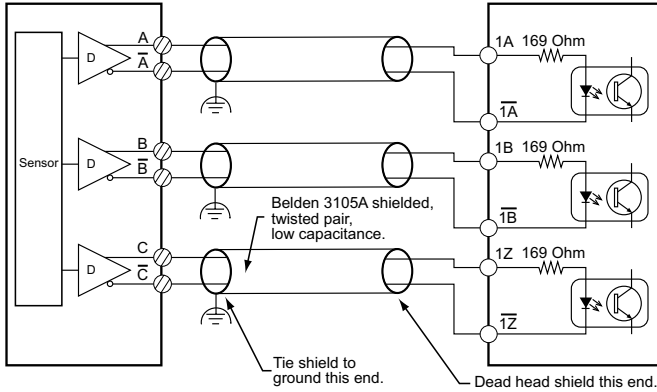 A
A̅
1A
169 Ohm
D
1A̅
B
B̅
1B
169 Ohm
Sensor
D
Belden 3105A shielded,
twisted pair,
low capacitance.
1B̅
C
C̅
1Z
169 Ohm
D
1Z̅
Tie shield to
ground this end.
Dead head shield this end.